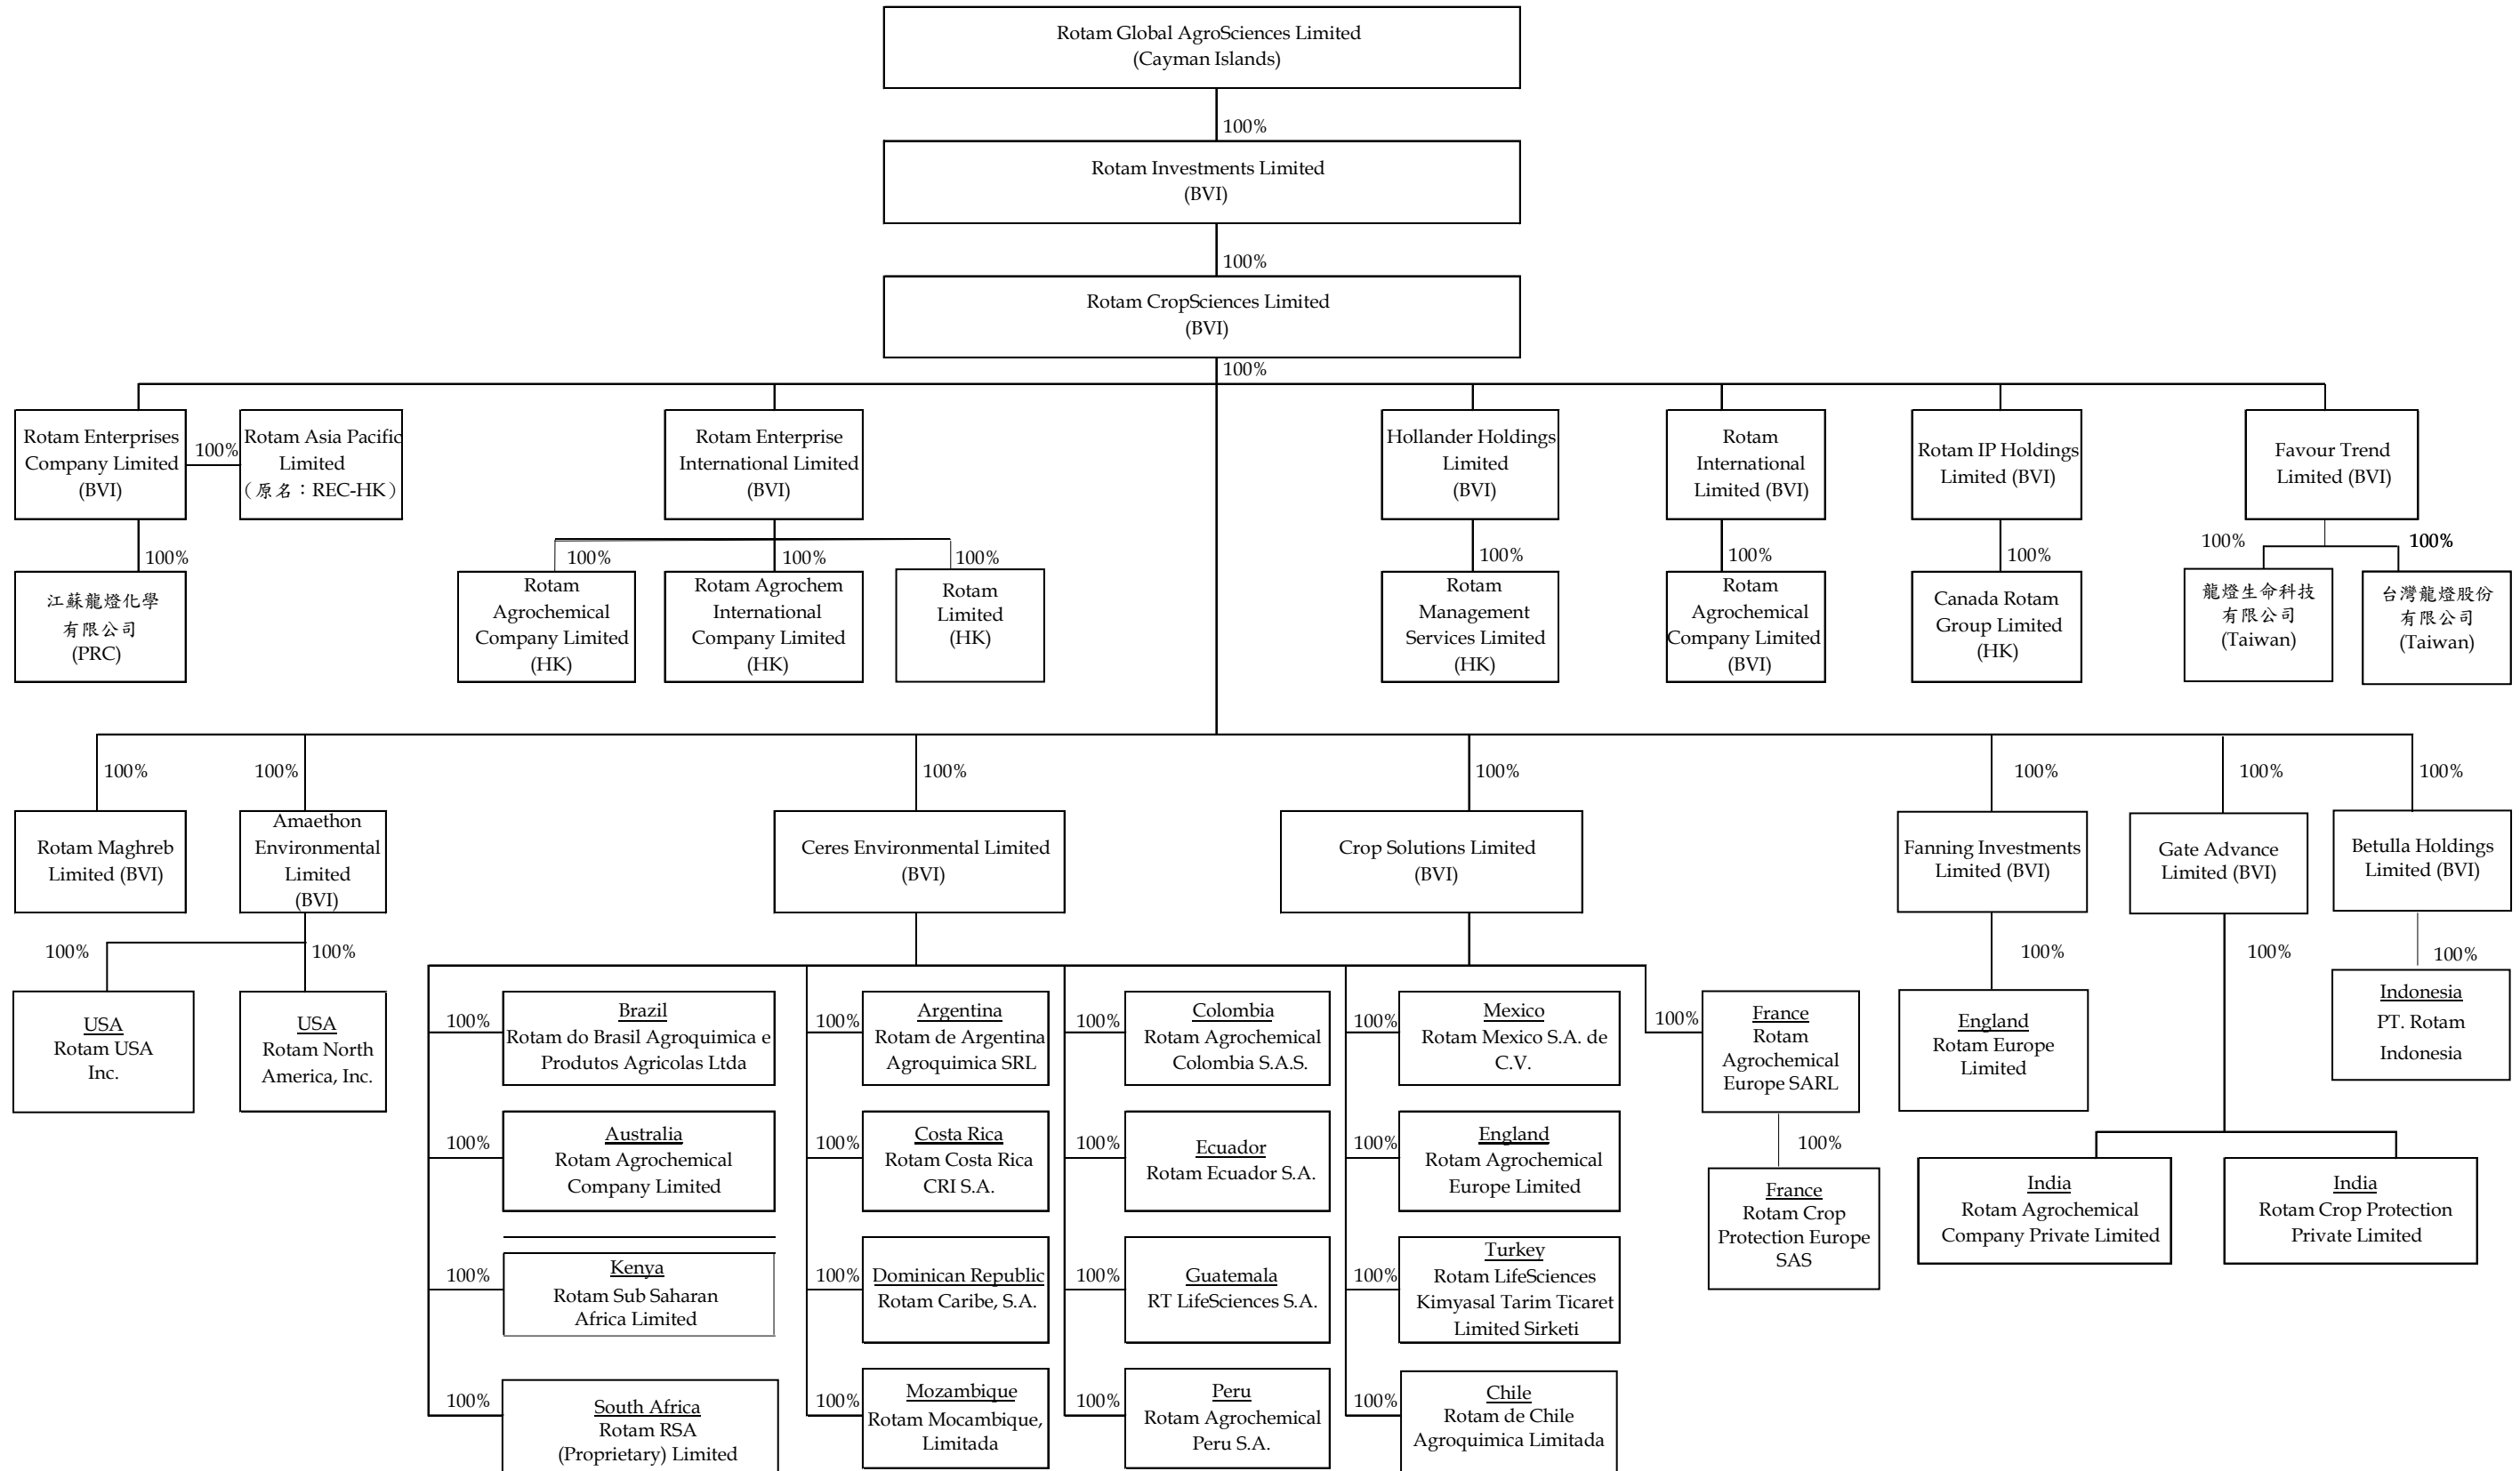 Rotam Global AgroSciences Limited
(Cayman Islands)
100%
Rotam Investments Limited
(BVI)
100%
Rotam CropSciences Limited
(BVI)
100%
Rotam Enterprises
Company Limited
(BVI)
100%
Rotam Asia Pacific
Limited
（原名：REC-HK）
Rotam Enterprise
International Limited
(BVI)
Hollander Holdings
Limited
(BVI)
Rotam
International
Limited (BVI)
Rotam IP Holdings
Limited (BVI)
Favour Trend
Limited (BVI)
100%
100%
100%
100%
100%
100%
100%
100%
100%
江蘇龍燈化學
有限公司
(PRC)
Rotam
Agrochemical
Company Limited
(HK)
Rotam Agrochem
International
Company Limited
(HK)
Rotam
Limited
(HK)
Rotam
Management
Services Limited
(HK)
Rotam
Agrochemical
Company Limited
(BVI)
Canada Rotam
Group Limited
(HK)
龍燈生命科技
有限公司
(Taiwan)
台灣龍燈股份
有限公司
(Taiwan)
100%
100%
100%
100%
100%
100%
100%
Rotam Maghreb
Limited (BVI)
Amaethon
Environmental
Limited
(BVI)
Ceres Environmental Limited
(BVI)
Crop Solutions Limited
(BVI)
Fanning Investments
Limited (BVI)
Gate Advance
Limited (BVI)
Betulla Holdings
Limited (BVI)
100%
100%
100%
100%
100%
USA
Rotam USA
Inc.
USA
Rotam North
America, Inc.
100%
Brazil
Rotam do Brasil Agroquimica e
Produtos Agricolas Ltda
100%
Argentina
Rotam de Argentina
Agroquimica SRL
100%
Colombia
Rotam Agrochemical
Colombia S.A.S.
100%
Mexico
Rotam Mexico S.A. de
C.V.
100%
France
Rotam
Agrochemical
Europe SARL
England
Rotam Europe
Limited
Indonesia
PT. Rotam
Indonesia
100%
Australia
Rotam Agrochemical
Company Limited
100%
Costa Rica
Rotam Costa Rica
CRI S.A.
100%
Ecuador
Rotam Ecuador S.A.
100%
England
Rotam Agrochemical
Europe Limited
100%
France
Rotam Crop
Protection Europe
SAS
India
Rotam Agrochemical
Company Private Limited
India
Rotam Crop Protection
Private Limited
100%
Kenya
Rotam Sub Saharan
Africa Limited
100%
Dominican Republic
Rotam Caribe, S.A.
100%
Guatemala
RT LifeSciences S.A.
100%
Turkey
Rotam LifeSciences
Kimyasal Tarim Ticaret
Limited Sirketi
100%
South Africa
Rotam RSA
(Proprietary) Limited
100%
Mozambique
Rotam Mocambique,
Limitada
100%
Peru
Rotam Agrochemical
Peru S.A.
100%
Chile
Rotam de Chile
Agroquimica Limitada